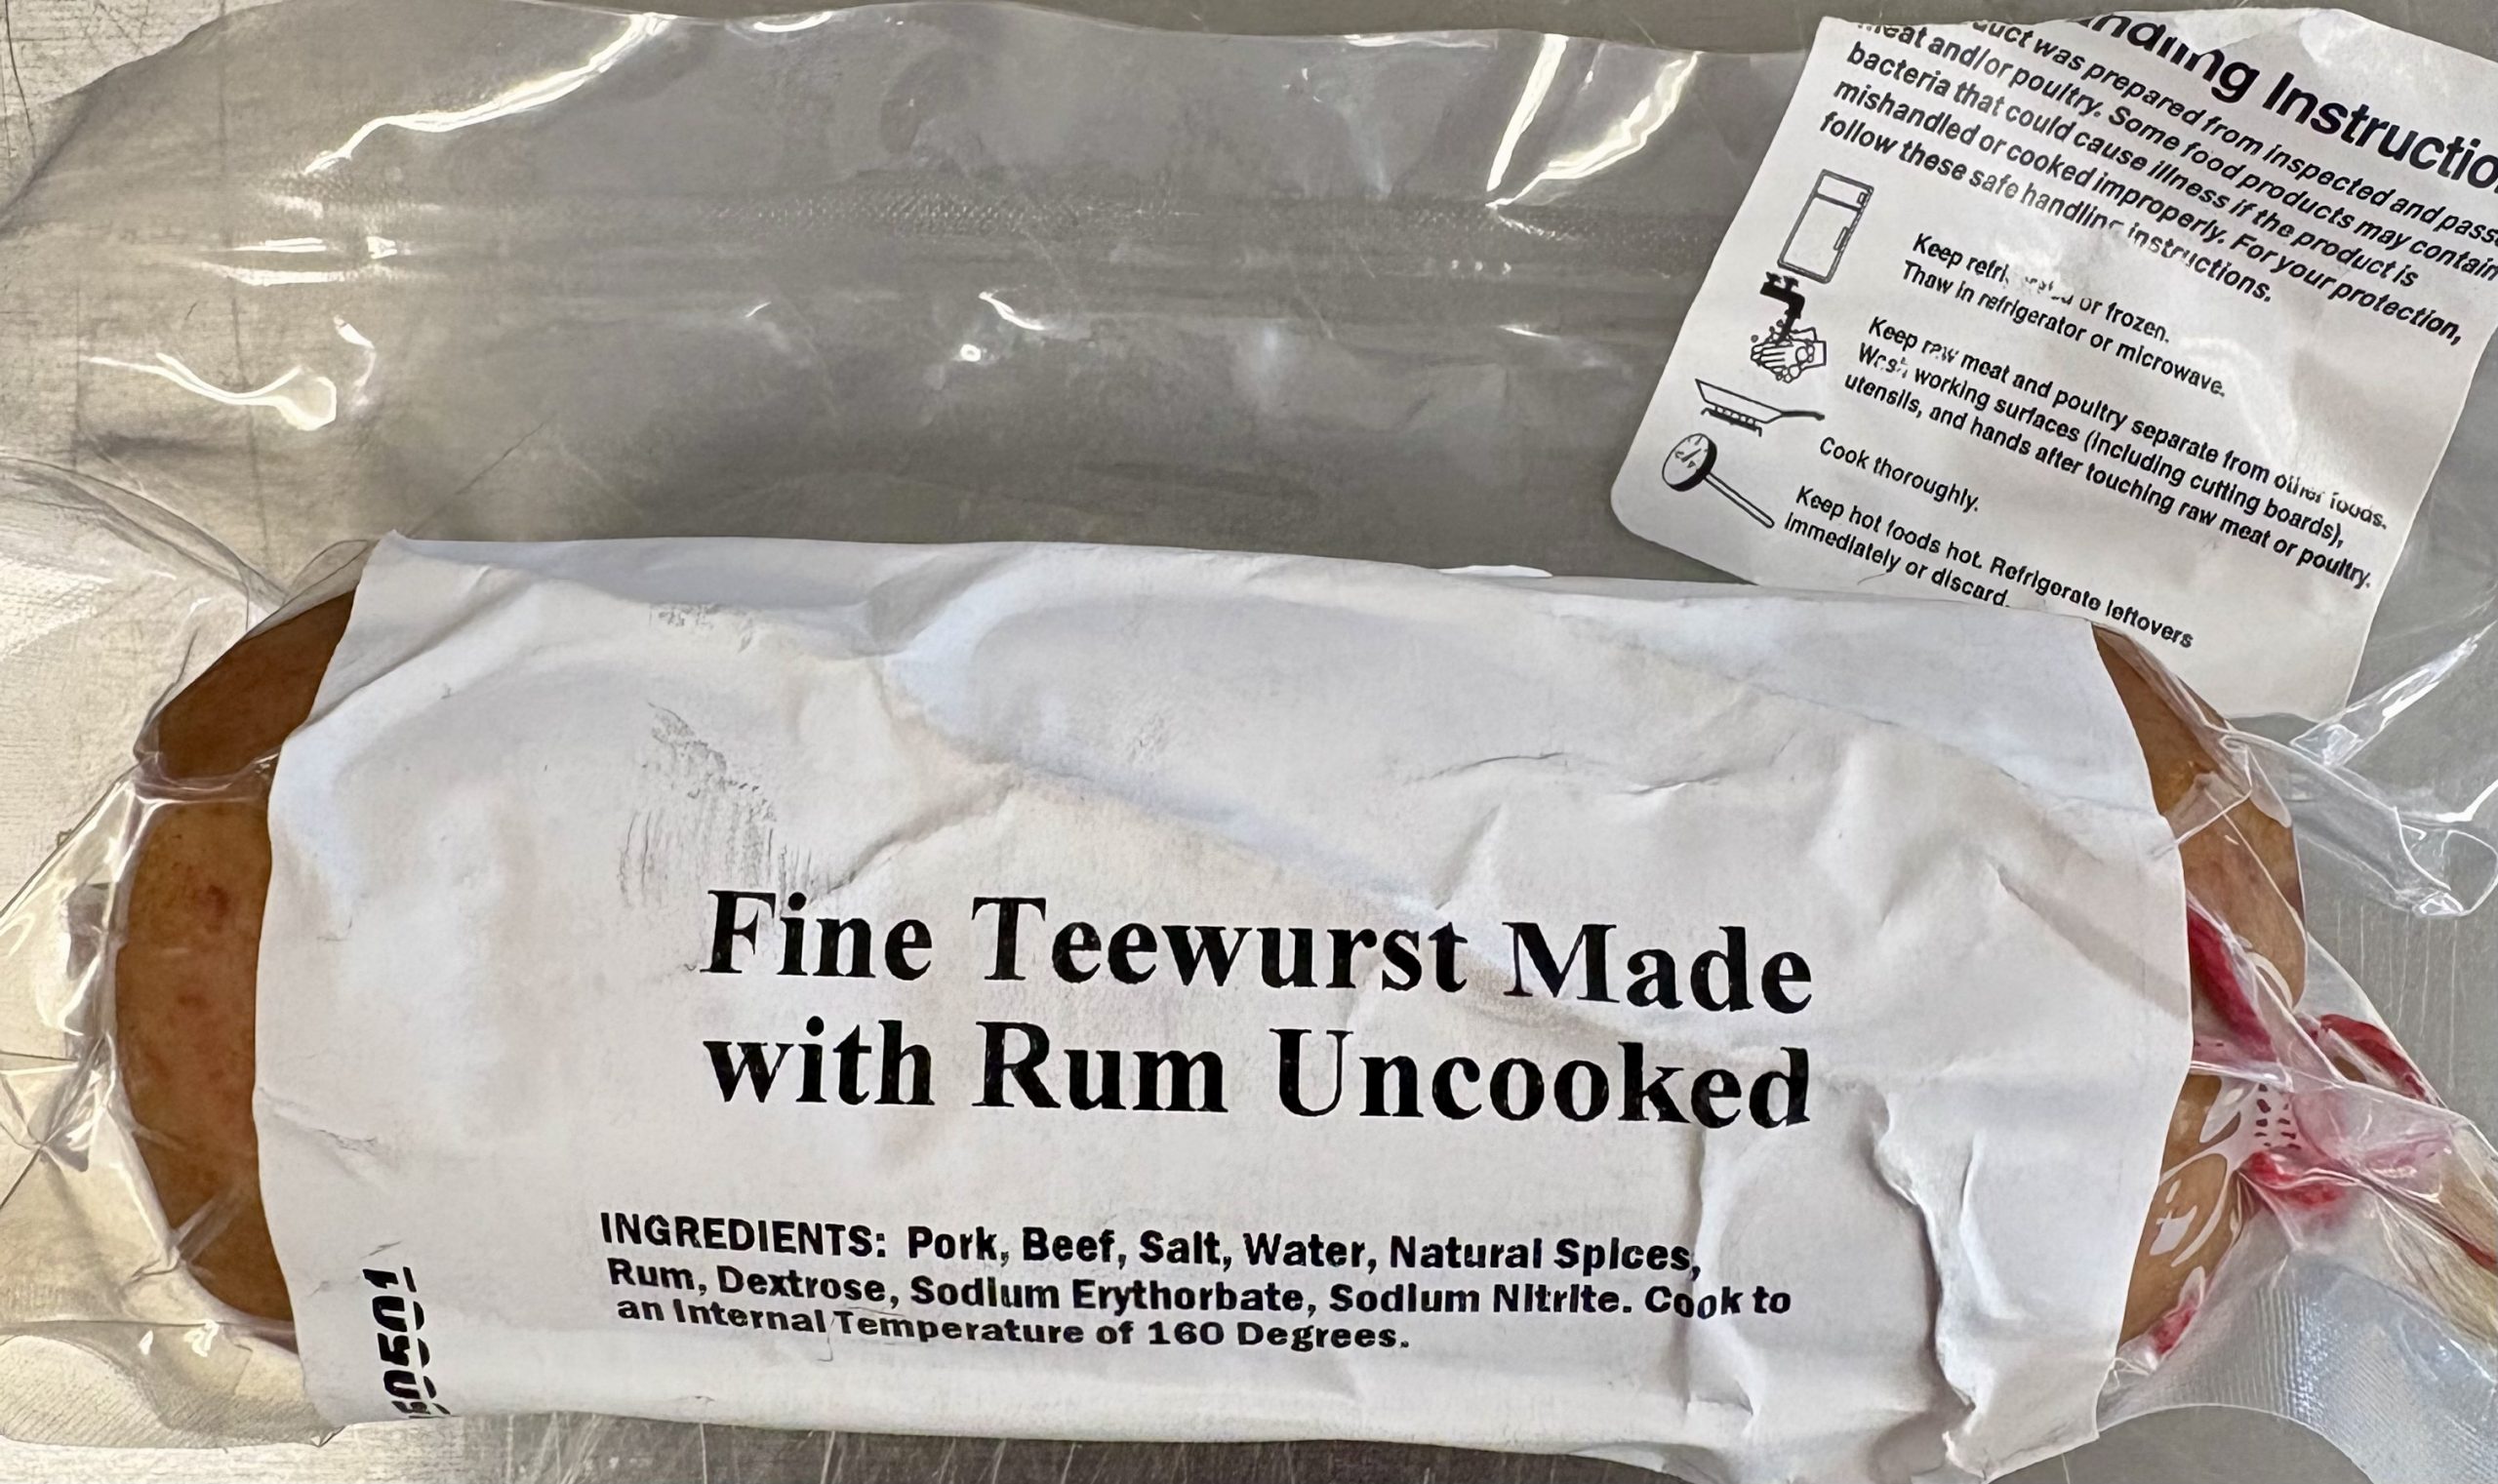 Instructio
was prepared from inspected and pass
and/or poultry. Some food products may contain
bacteria that could cause illness if the product is
mishandled or cooked improperly. For your protection,
follow these safe handling instructions.
Keep or frozen.
Thaw in refrigerator or microwave.
Keep raw meat and poultry separate from other foods.
Wash working surfaces (including cutting boards),
utensils, and hands after touching raw meat or poultry.
Cook thoroughly.
Keep hot foods hot. Refrigerate leftovers
immediately or discard.
Fine Teewurst Made
with Rum Uncooked
INGREDIENTS: Pork, Beef, Salt, Water, Natural Spices,
Rum, Dextrose, Sodium Erythorbate, Sodium Nitrite. Cook to
an Internal Temperature of 160 Degrees.